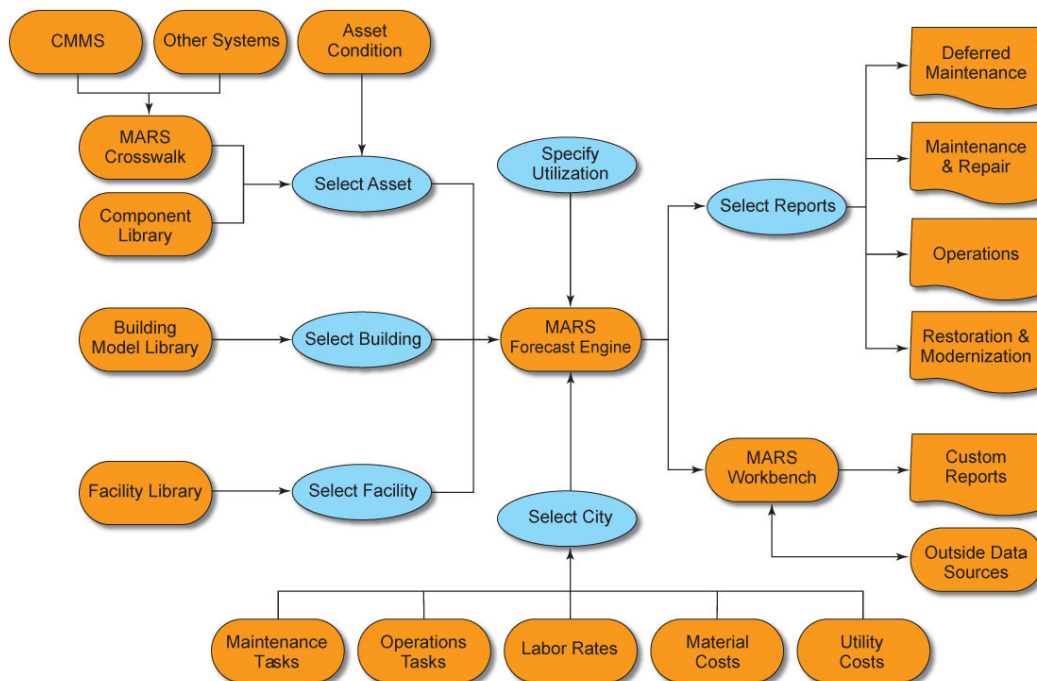 CMMS
Other Systems
Asset
Condition
Deferred
Maintenance
MARS
Crosswalk
Select Asset
Specify
Utilization
Select Reports
Maintenance
& Repair
Component
Library
Operations
Building
Model Library
Select Building
MARS
Forecast Engine
Restoration &
Modernization
Facility Library
Select Facility
Select City
MARS
Workbench
Custom
Reports
Outside Data
Sources
Maintenance
Tasks
Operations
Tasks
Labor Rates
Material
Costs
Utility
Costs